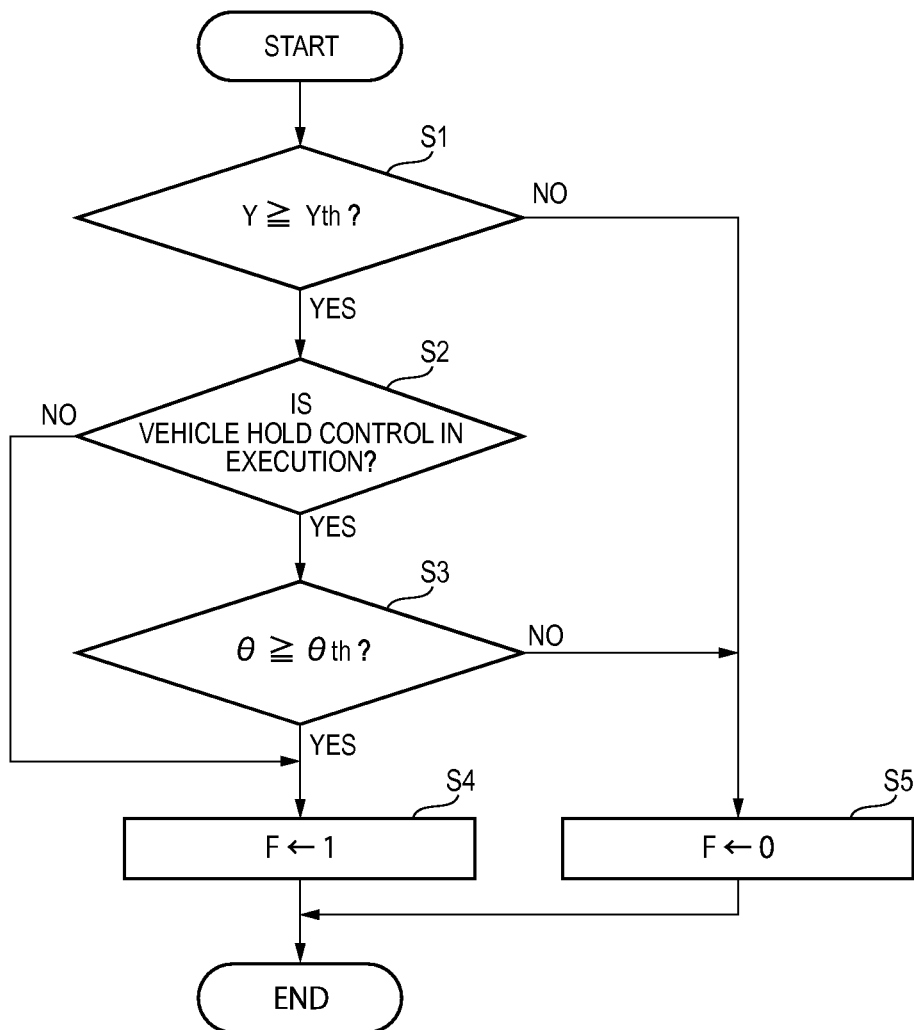 START
S1
Y ≧ Yth ?
NO
YES
S2
NO
IS
VEHICLE HOLD CONTROL IN
EXECUTION?
YES
S3
θ ≧ θth ?
NO
YES
S4
S5
F ← 1
F ← 0
END